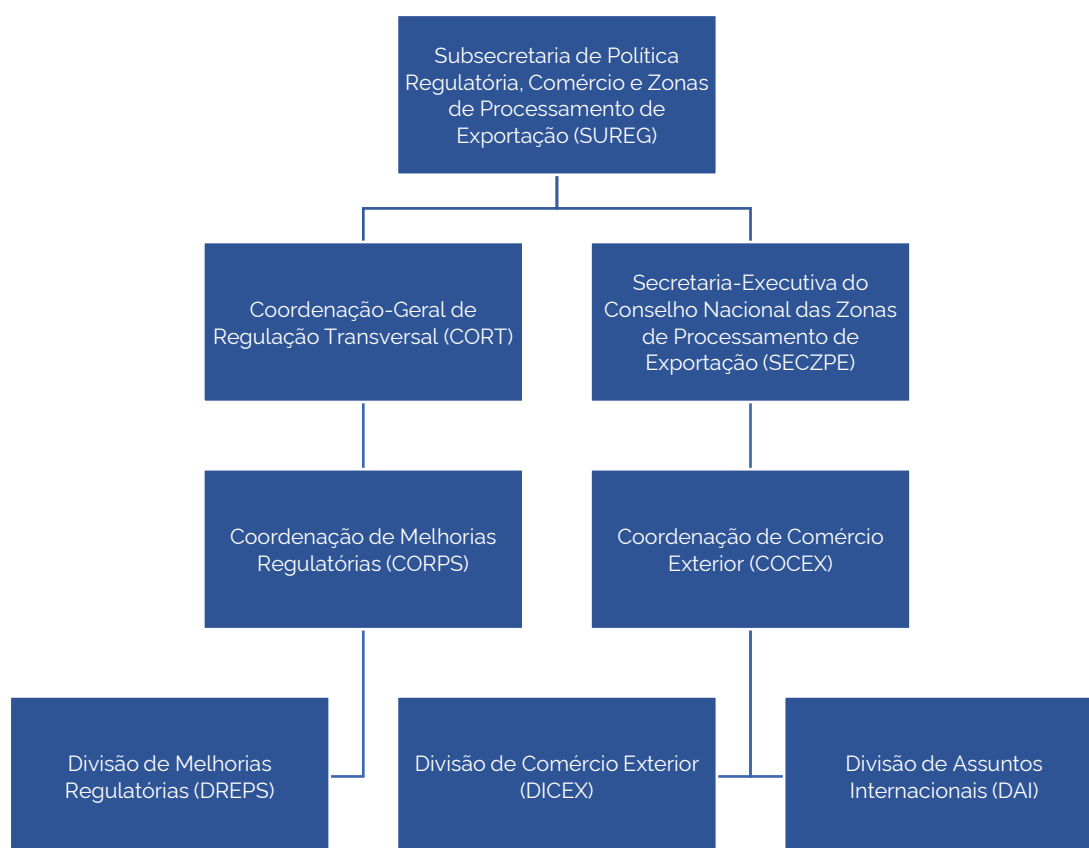 Subsecretaria de Política
Regulatória, Comércio e Zonas
de Processamento de
Exportação (SUREG)
Coordenação-Geral de
Regulação Transversal (CORT)
Secretaria-Executiva do
Conselho Nacional das Zonas
de Processamento de
Exportação (SECZPE)
Coordenação de Melhorias
Regulatórias (CORPS)
Coordenação de Comércio
Exterior (COCEX)
Divisão de Melhorias
Regulatórias (DREPS)
Divisão de Comércio Exterior
(DICEX)
Divisão de Assuntos
Internacionais (DAI)